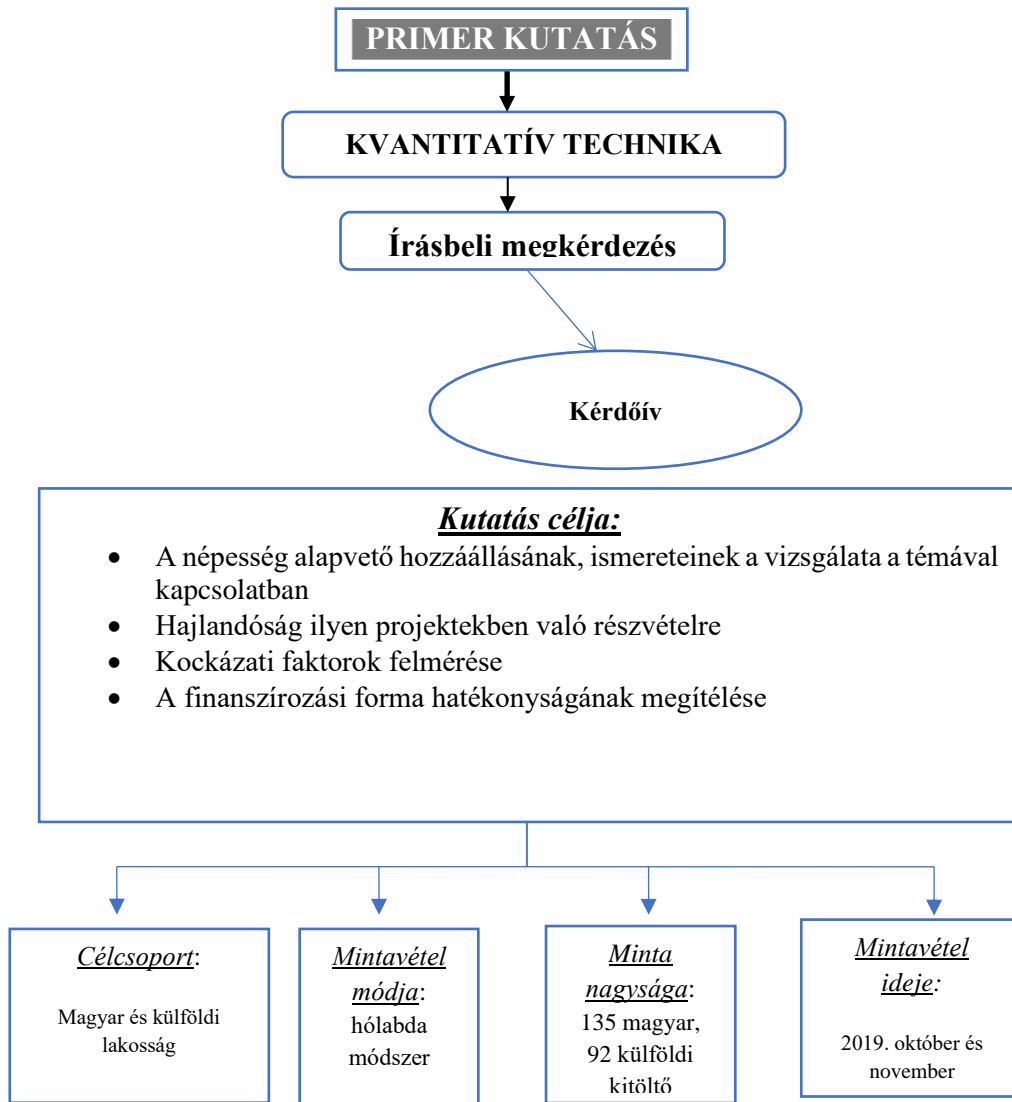 PRIMER KUTATÁS
KVANTITATÍV TECHNIKA
Írásbeli megkérdezés
Kérdőív
Kutatás célja:
• A népesség alapvető hozzáállásának, ismereteinek a vizsgálata a témával
kapcsolatban
• Hajlandóság ilyen projektekben való részvételre
• Kockázati faktorok felmérése
• A finanszírozási forma hatékonyságának megítélése
Célcsoport:
Magyar és külföldi
lakosság
Mintavétel
módja:
hólabda
módszer
Minta
nagysága:
135 magyar,
92 külföldi
kitöltő
Mintavétel
ideje:
2019. október és
november